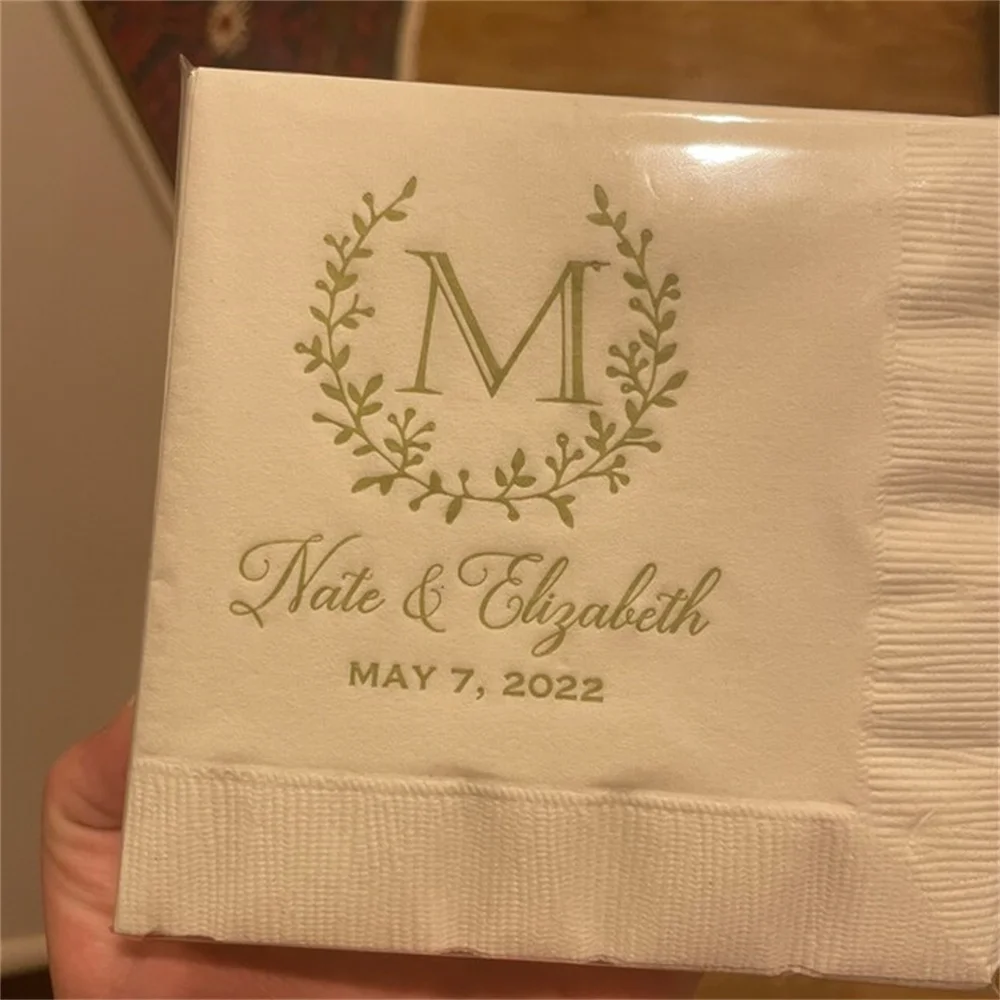 M
Nate & Elizabeth
MAY 7, 2022